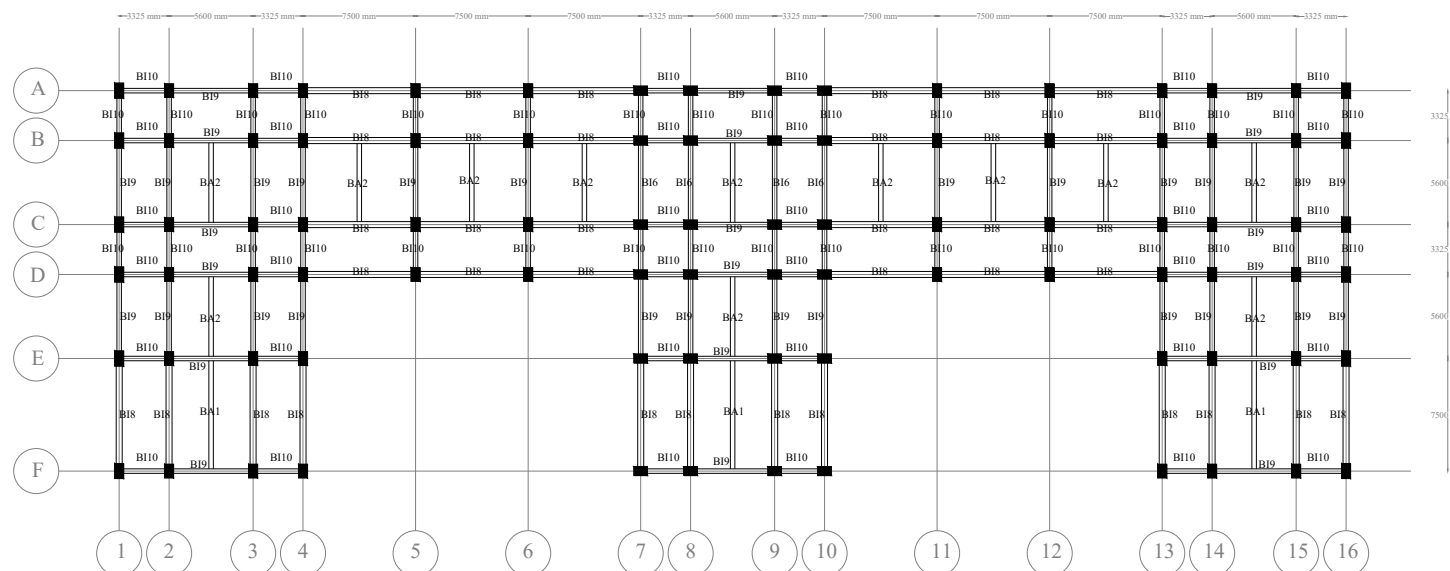 3325 mm 5600 mm 3325 mm 7500 mm 7500 mm 7500 mm 3325 mm 5600 mm 3325 mm 7500 mm 7500 mm 7500 mm 3325 mm 5600 mm 3325 mm
BI10 BI10 BI10 BI10 BI10 BI10
A
BI9 BI8 BI8 BI8 BI9 BI8 BI8 BI8 BI9
BI10 BI10 BI10 BI10 BI10 BI10 BI10 BI10 BI10 BI10 BI10 BI10 BI10 BI10 BI10 BI10 3325
BI10 BI9 BI10 BI8 BI8 BI8 BI10 BI9 BI10 BI8 BI8 BI8 BI10 BI9 BI10
B
BI9 BI9 BA2 BI9 BI9 BA2 BI9 BA2 BI9 BA2 BI6 BI6 BA2 BI6 BI6 BA2 BI9 BA2 BI9 BA2 BI9 BI9 BA2 BI9 BI9 5600
BI10 BI10 BI10 BI10 BI10 BI10
C
BI9 BI8 BI8 BI8 BI9 BI8 BI8 BI8 BI9
BI10 BI10 BI10 BI10 BI10 BI10 BI10 BI10 BI10 BI10 BI10 BI10 BI10 BI10 BI10 BI10 3325
BI10 BI9 BI10 BI8 BI8 BI8 BI10 BI9 BI10 BI8 BI8 BI8 BI10 BI9 BI10
D
BI9 BI9 BA2 BI9 BI9 BI9 BI9 BA2 BI9 BI9 BI9 BI9 BA2 BI9 BI9 5600
BI10 BI10 BI10 BI9 BI10 BI10 BI10
E
BI9 BI9
BI8 BI8 BA1 BI8 BI8 BI8 BI8 BA1 BI8 BI8 BI8 BI8 BA1 BI8 BI8 7500
BI10 BI9 BI10 BI10 BI9 BI10 BI10 BI9 BI10
F
1 2 3 4 5 6 7 8 9 10 11 12 13 14 15 16